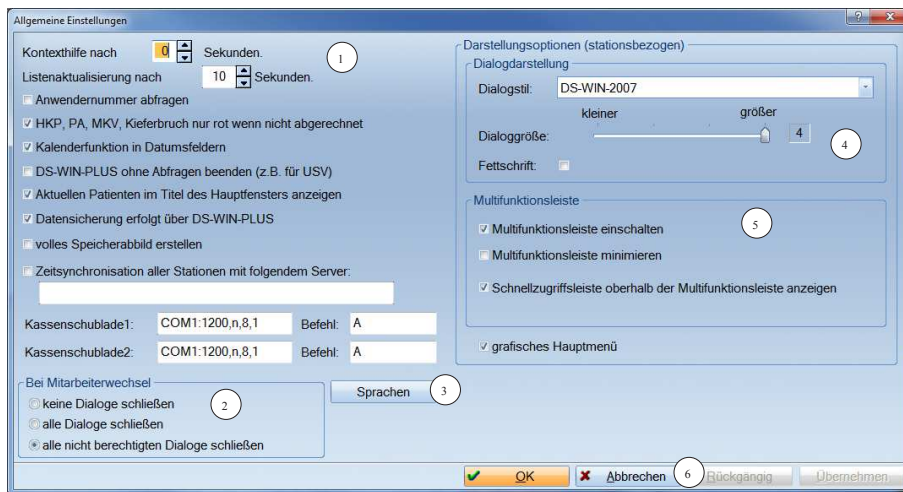 Allgemeine Einstellungen
Kontexthilfe nach 0 Sekunden.
1
Listenaktualisierung nach 10 Sekunden.
Anwendernummer abfragen
HKP, PA, MKV, Kieferbruch nur rot wenn nicht abgerechnet
Kalenderfunktion in Datumsfeldern
DS-WIN-PLUS ohne Abfragen beenden (z.B. für USV)
Aktuellen Patienten im Titel des Hauptfensters anzeigen
Datensicherung erfolgt über DS-WIN-PLUS
volles Speicherabbild erstellen
Zeitsynchronisation aller Stationen mit folgendem Server:
Kassenschublade1: COM1:1200,n,8,1 Befehl: A
Kassenschublade2: COM1:1200,n,8,1 Befehl: A
Bei Mitarbeiterwechsel
keine Dialoge schließen
2
alle Dialoge schließen
alle nicht berechtigten Dialoge schließen
Sprachen
3
Darstellungsoptionen (stationsbezogen)
Dialogdarstellung
Dialogstil: DS-WIN-2007
kleiner größer
Dialoggröße: 4
4
Fettschrift:
Multifunktionsleiste
5
Multifunktionsleiste einschalten
Multifunktionsleiste minimieren
Schnellzugriffsleiste oberhalb der Multifunktionsleiste anzeigen
grafisches Hauptmenü
OK Abbrechen 6 Rückgängig Übernehmen